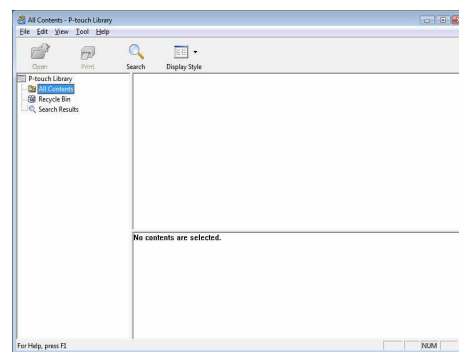 All Contents - P-touch Library
File Edit View Tool Help
Open Print Search Display Style
P-touch Library
All Contents
Recycle Bin
Search Results
No contents are selected.
For Help, press F1 NUM